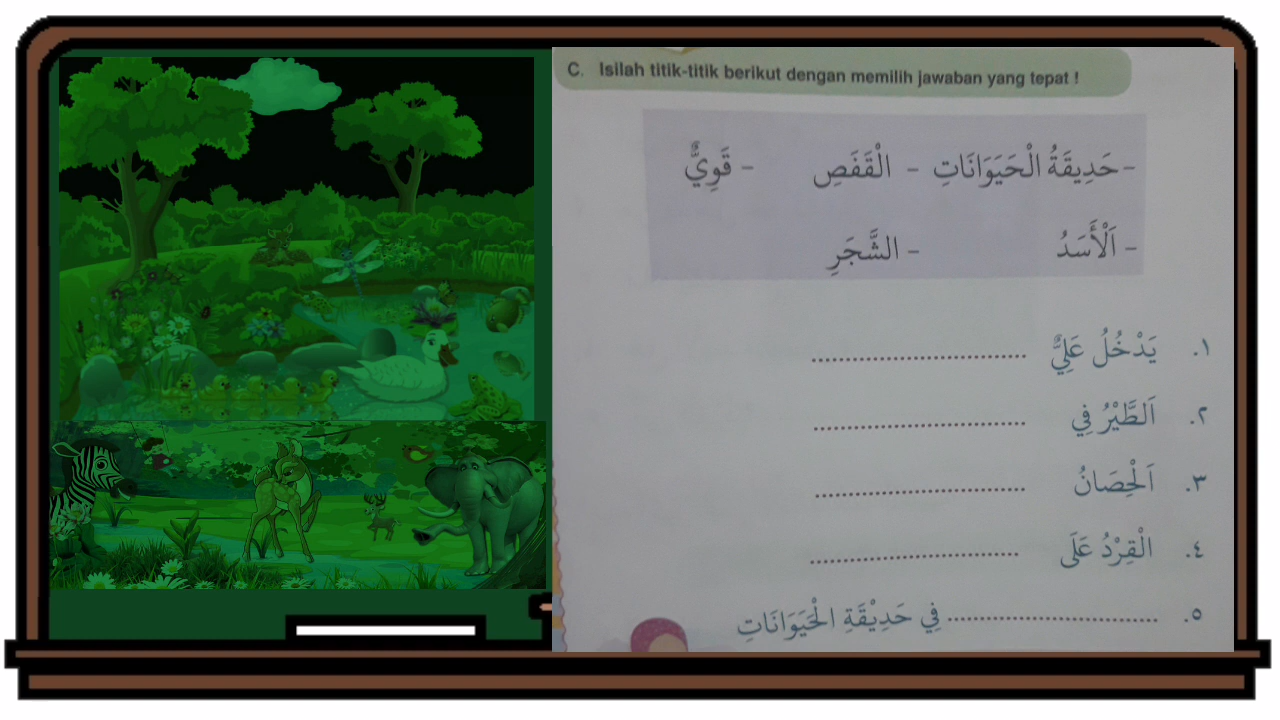 C. Isilah titik-titik berikut dengan memilih jawaban yang tepat !
- حَدِيقَةُ الْحَيَوَانَاتِ - الْقَفَصِ - قَوِيٌّ
- اَلْأَسَدُ - الشَّجَرِ
١. يَدْخُلُ عَلِيٌّ ..............................
٢. اَلطَّيْرُ فِي ..............................
٣. اَلْحِصَانُ ..............................
٤. الْقِرْدُ عَلَى ..............................
٥. .............................. فِي حَدِيْقَةِ الْحَيَوَانَاتِ